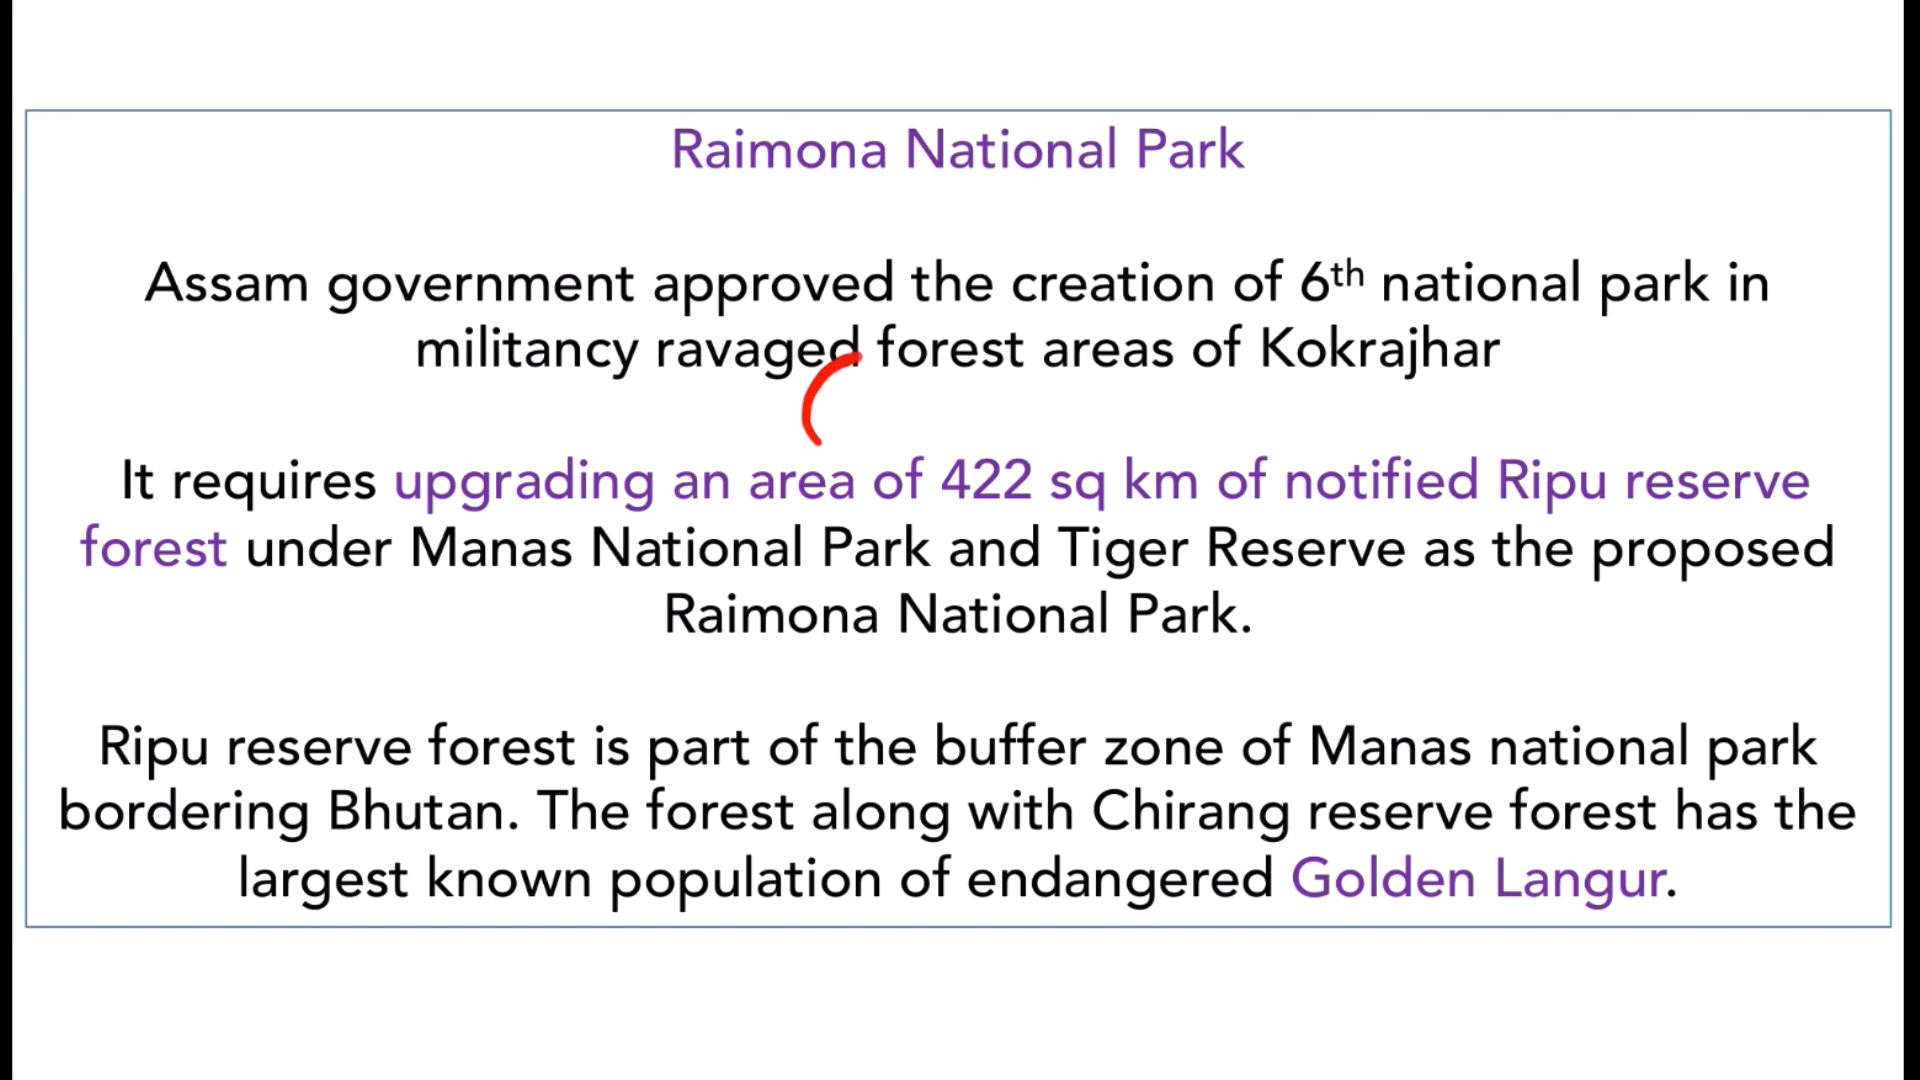 Raimona National Park
Assam government approved the creation of 6th national park in
militancy ravaged forest areas of Kokrajhar
It requires upgrading an area of 422 sq km of notified Ripu reserve
forest under Manas National Park and Tiger Reserve as the proposed
Raimona National Park.
Ripu reserve forest is part of the buffer zone of Manas national park
bordering Bhutan. The forest along with Chirang reserve forest has the
largest known population of endangered Golden Langur.